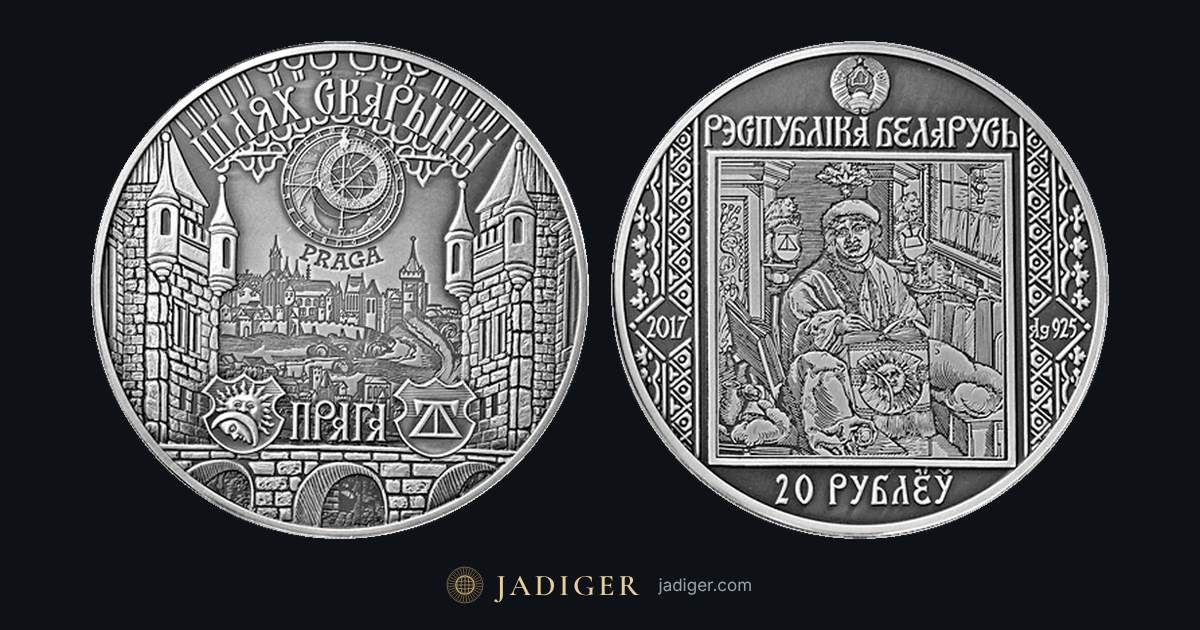 ШЛЯХ СКАРЫНЫ
PRAGA
ПРАГА
РЭСПУБЛІКА БЕЛАРУСЬ
2017
Ag 925
20 РУБЛЁЎ
JADIGER
jadiger.com